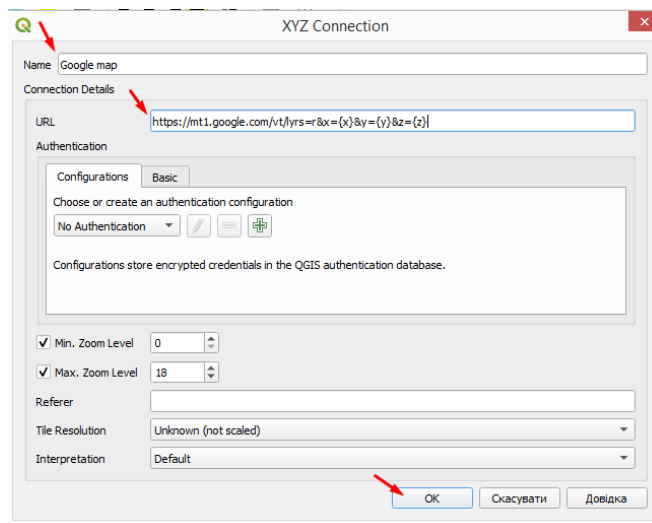 XYZ Connection
Name Google map
Connection Details
URL https://mt1.google.com/vt/lyrs=r&x={x}&y={y}&z={z}
Authentication
Configurations Basic
Choose or create an authentication configuration
No Authentication
Configurations store encrypted credentials in the QGIS authentication database.
Min. Zoom Level 0
Max. Zoom Level 18
Referer
Tile Resolution Unknown (not scaled)
Interpretation Default
OK Скасувати Довідка